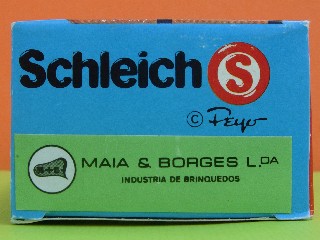 Schleich S
© Peyo
M+B
MAIA & BORGES L.DA
INDUSTRIA DE BRINQUEDOS